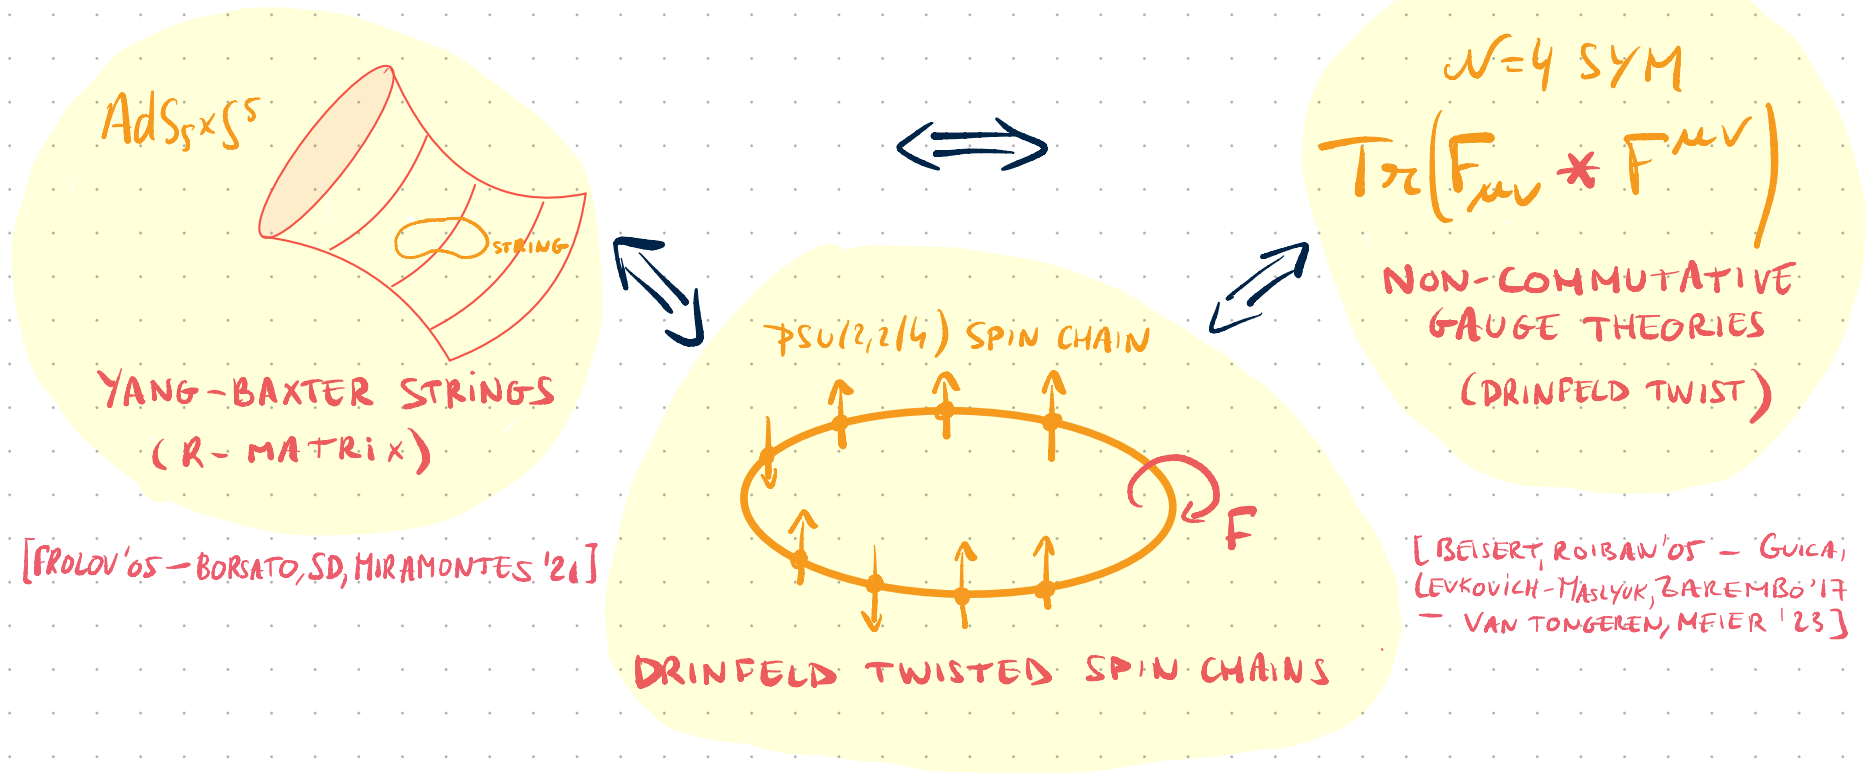 AdS5×S5
STRING
YANG-BAXTER STRINGS
(R-MATRIX)
[FROLOV'05 — BORSATO, SD, MIRAMONTES '21]
PSU(2,2|4) SPIN CHAIN
F
DRINFELD TWISTED SPIN CHAINS
N=4 SYM
Tr(Fμν * Fμν)
NON-COMMUTATIVE
GAUGE THEORIES
(DRINFELD TWIST)
[BEISERT, ROIBAN'05 — GUICA,
LEVKOVICH-MASLYUK, ZAREMBO'17
— VAN TONGEREN, MEIER '23]